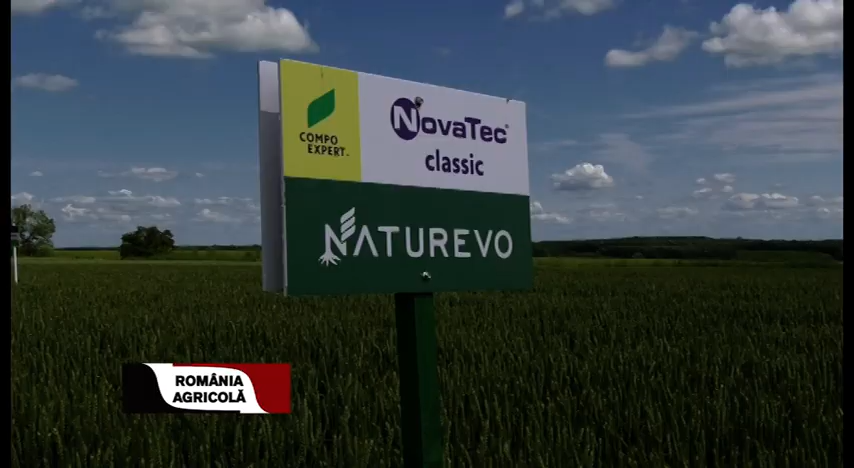 COMPO
EXPERT
NovaTec®
classic
NATUREVO
ROMÂNIA
AGRICOLĂ